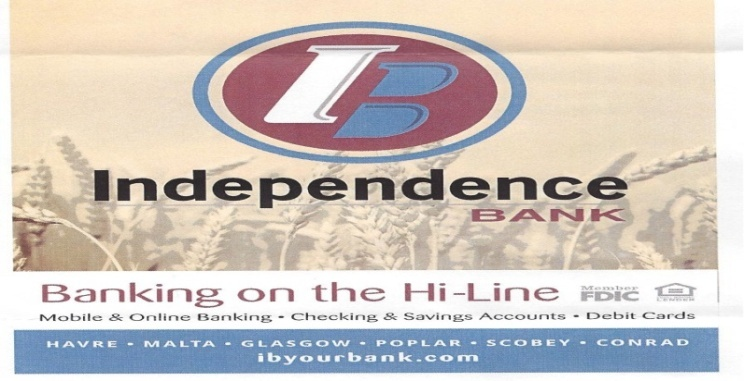 IB
Independence
BANK
Banking on the Hi-Line
Member
FDIC
LENDER
Mobile & Online Banking • Checking & Savings Accounts • Debit Cards
HAVRE • MALTA • GLASGOW • POPLAR • SCOBEY • CONRAD
ibyourbank.com